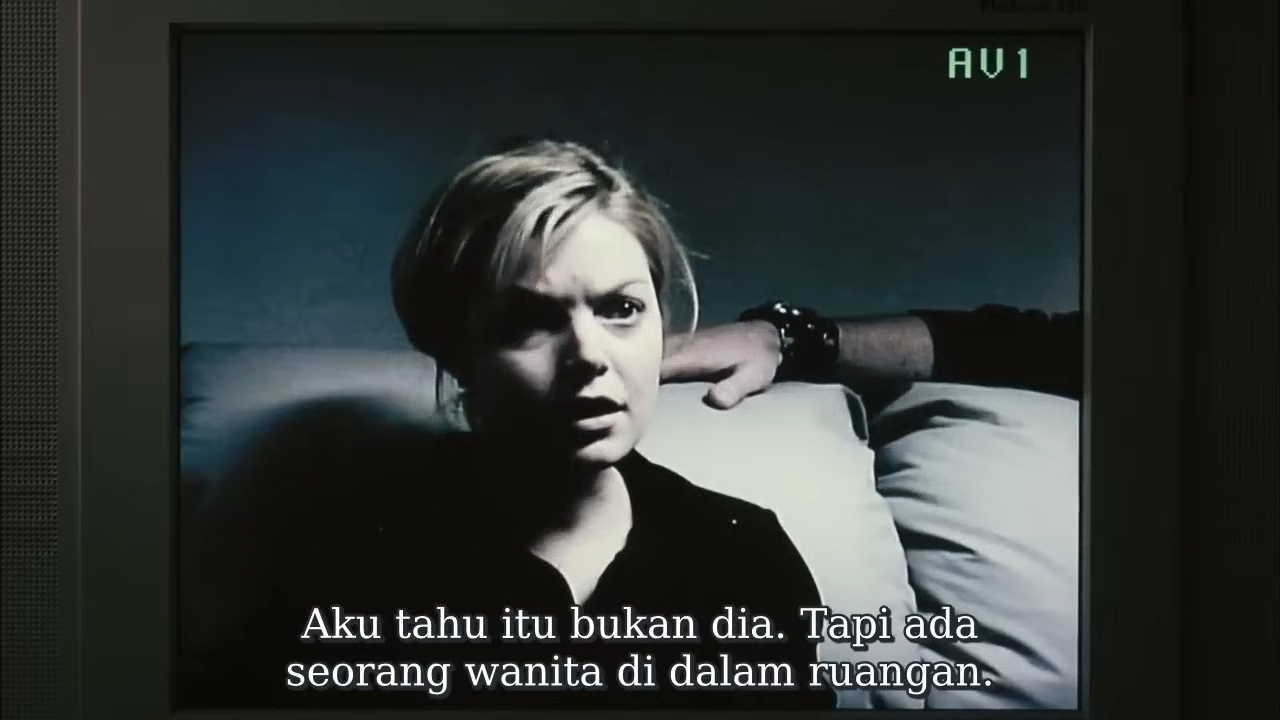 AV1
Aku tahu itu bukan dia. Tapi ada
seorang wanita di dalam ruangan.